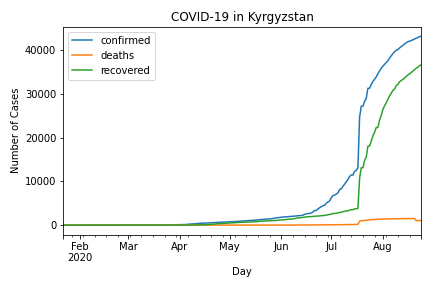 COVID-19 in Kyrgyzstan
confirmed
deaths
recovered
Number of Cases
40000
30000
20000
10000
0
Feb Mar Apr May Jun Jul Aug
2020
Day